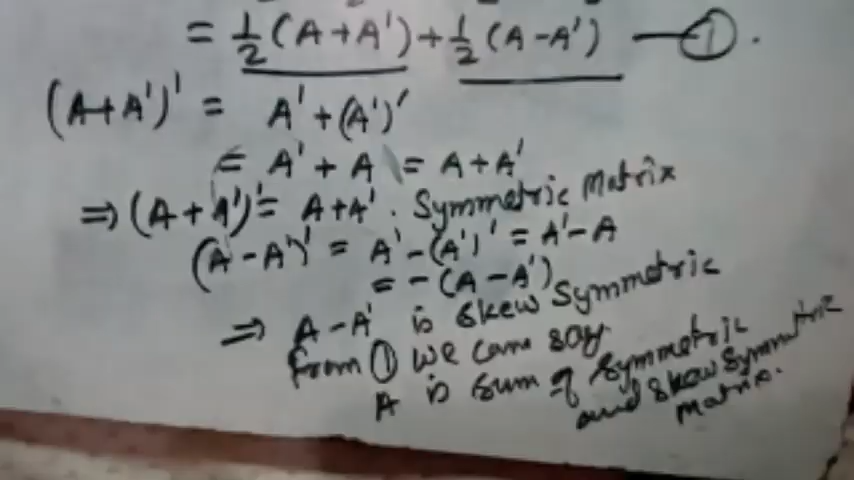 = 1/2 (A+A') + 1/2 (A-A') — ① .
(A+A')' = A' + (A')'
= A' + A = A+A'
⇒ (A+A')' = A+A' . Symmetric Matrix
(A-A')' = A'-(A')' = A'-A
= -(A-A')
⇒ A-A' is skew symmetric
from ① we can say
A is sum of symmetric
and skew symmetric
matrix.